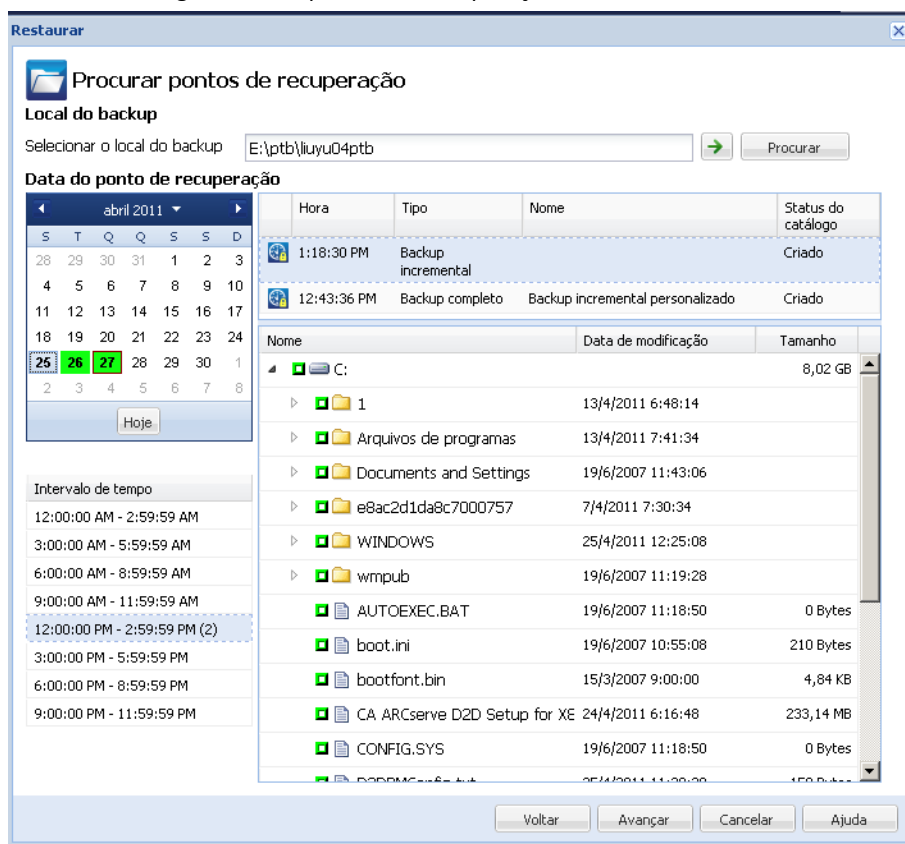 Restaurar
Procurar pontos de recuperação
Local do backup
Selecionar o local do backup E:\ptb\liuyu04ptb Procurar
Data do ponto de recuperação
abril 2011
S T Q Q S S D
28 29 30 31 1 2 3
4 5 6 7 8 9 10
11 12 13 14 15 16 17
18 19 20 21 22 23 24
25 26 27 28 29 30 1
2 3 4 5 6 7 8
Hoje
Intervalo de tempo
12:00:00 AM - 2:59:59 AM
3:00:00 AM - 5:59:59 AM
6:00:00 AM - 8:59:59 AM
9:00:00 AM - 11:59:59 AM
12:00:00 PM - 2:59:59 PM (2)
3:00:00 PM - 5:59:59 PM
6:00:00 PM - 8:59:59 PM
9:00:00 PM - 11:59:59 PM
Hora Tipo Nome Status do
catálogo
1:18:30 PM Backup
incremental Criado
12:43:36 PM Backup completo Backup incremental personalizado Criado
Nome Data de modificação Tamanho
C: 8,02 GB
1 13/4/2011 6:48:14
Arquivos de programas 13/4/2011 7:41:34
Documents and Settings 19/6/2007 11:43:06
e8ac2d1da8c7000757 7/4/2011 7:30:34
WINDOWS 25/4/2011 12:25:08
wmpub 19/6/2007 11:19:28
AUTOEXEC.BAT 19/6/2007 11:18:50 0 Bytes
boot.ini 19/6/2007 10:55:08 210 Bytes
bootfont.bin 15/3/2007 9:00:00 4,84 KB
CA ARCserve D2D Setup for XE 24/4/2011 6:16:48 233,14 MB
CONFIG.SYS 19/6/2007 11:18:50 0 Bytes
Voltar Avançar Cancelar Ajuda